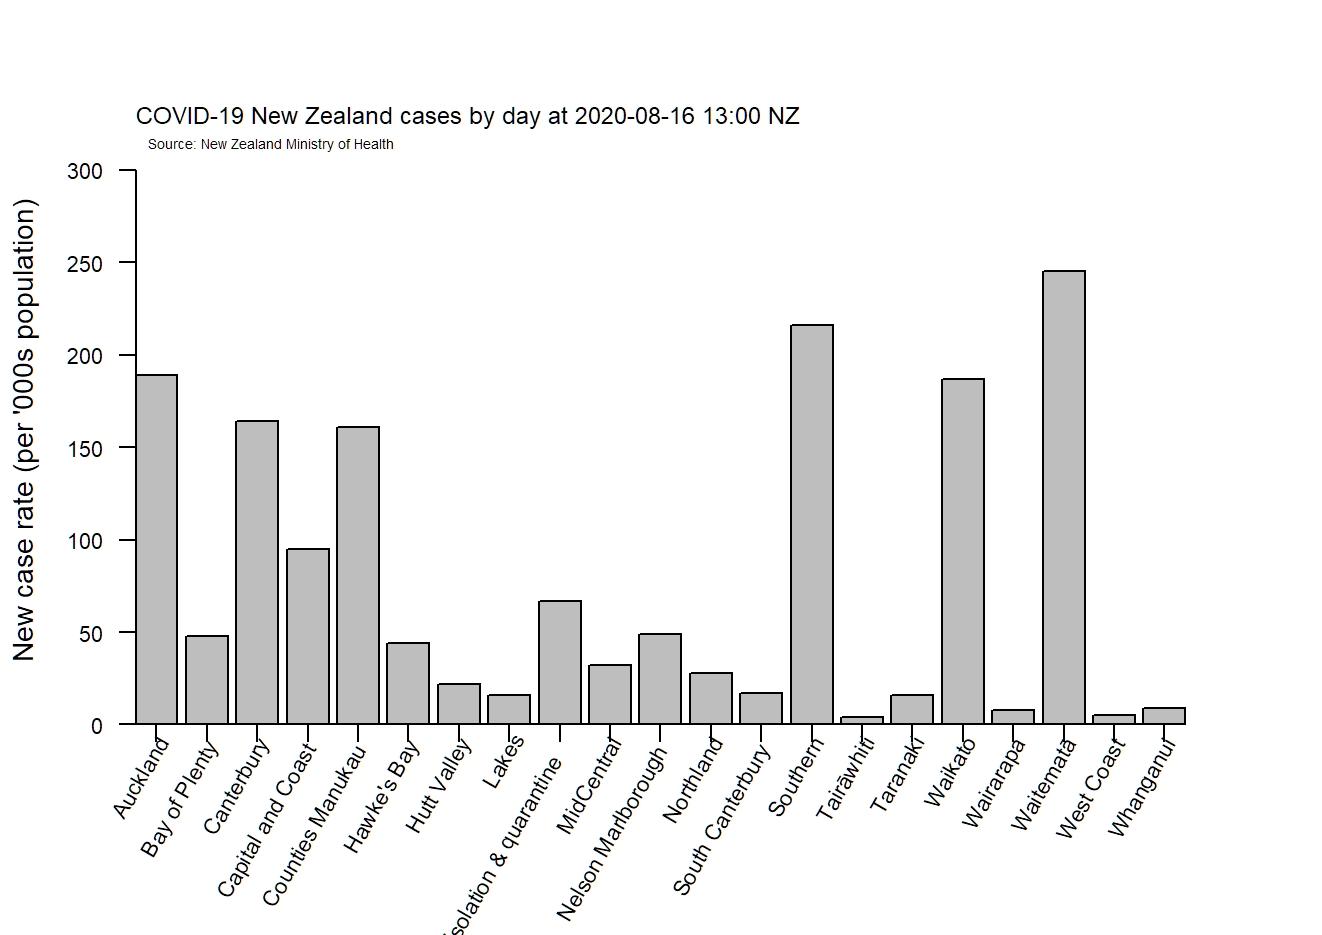 COVID-19 New Zealand cases by day at 2020-08-16 13:00 NZ
Source: New Zealand Ministry of Health
New case rate (per '000s population)
300
250
200
150
100
50
0
Auckland
Bay of Plenty
Canterbury
Capital and Coast
Counties Manukau
Hawke's Bay
Hutt Valley
Lakes
solation & quarantine
MidCentral
Nelson Marlborough
Northland
South Canterbury
Southern
Tairāwhiti
Taranaki
Waikato
Wairarapa
Waitematā
West Coast
Whanganui